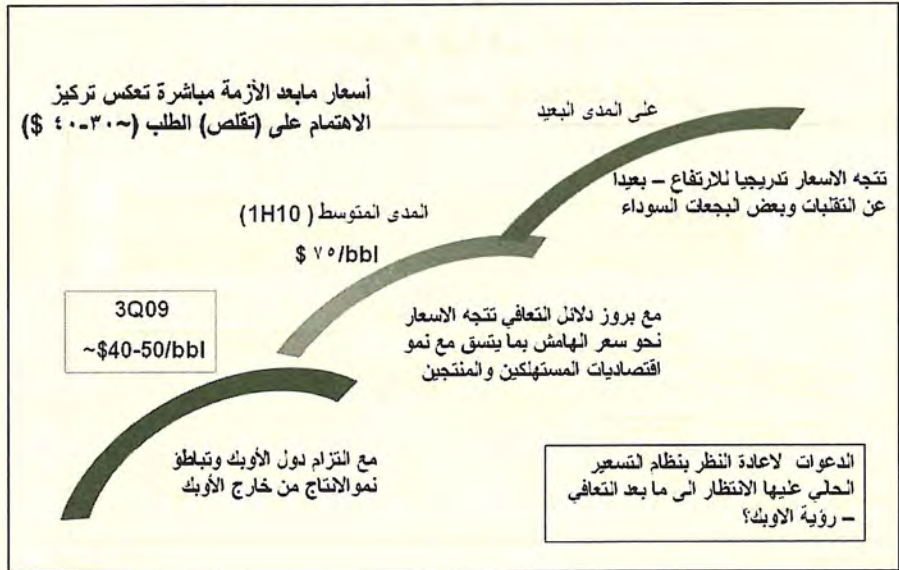 أسعار مابعد الأزمة مباشرة تعكس تركيز
الاهتمام على (تقلص) الطلب (~٣٠-٤٠ $)
على المدى البعيد
تتجه الاسعار تدريجيا للارتفاع – بعيدا
عن التقلبات وبعض البجعات السوداء
المدى المتوسط (1H10)
$ ٧٥/bbl
3Q09
~$40-50/bbl
مع بروز دلائل التعافي تتجه الاسعار
نحو سعر الهامش بما يتسق مع نمو
اقتصاديات المستهلكين والمنتجين
مع التزام دول الأوبك وتباطؤ
نموالانتاج من خارج الأوبك
الدعوات لاعادة النظر بنظام التسعير
الحالي عليها الانتظار الى ما بعد التعافي
– رؤية الاوبك؟